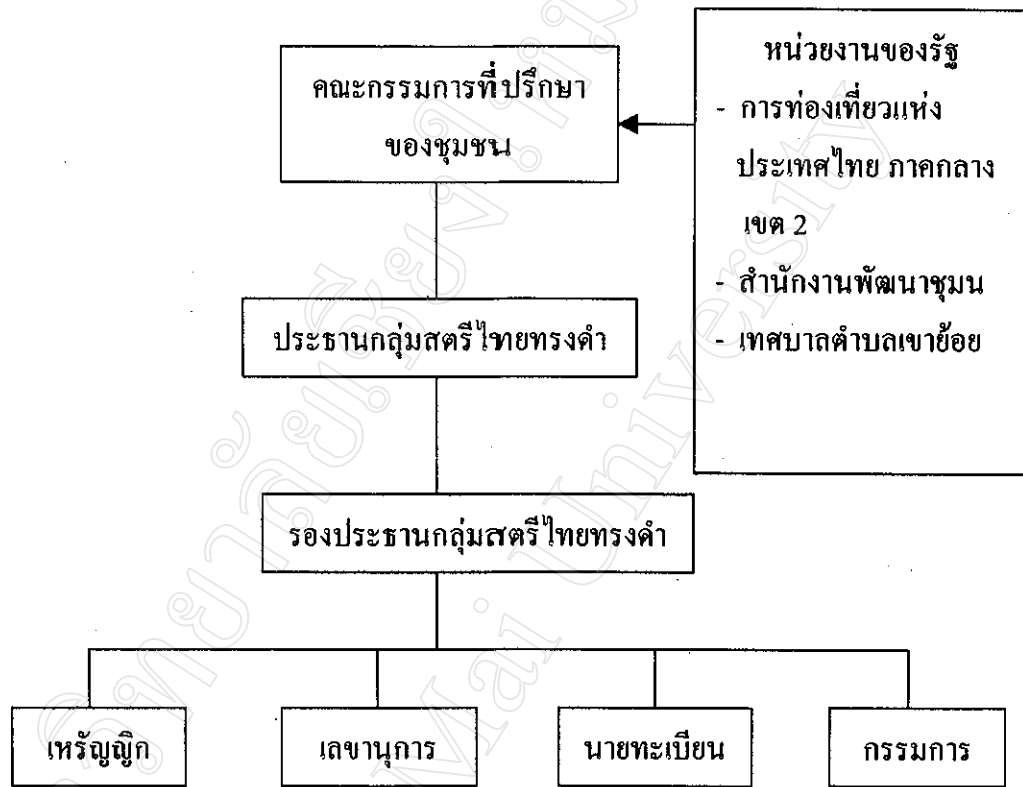 คณะกรรมการที่ปรึกษา
ของชุมชน
หน่วยงานของรัฐ
- การท่องเที่ยวแห่ง
ประเทศไทย ภาคกลาง
เขต 2
- สำนักงานพัฒนาชุมน
- เทศบาลตำบลเขาย้อย
ประธานกลุ่มสตรีไทยทรงดำ
รองประธานกลุ่มสตรีไทยทรงดำ
เหรัญญิก
เลขานุการ
นายทะเบียน
กรรมการ
Mai University